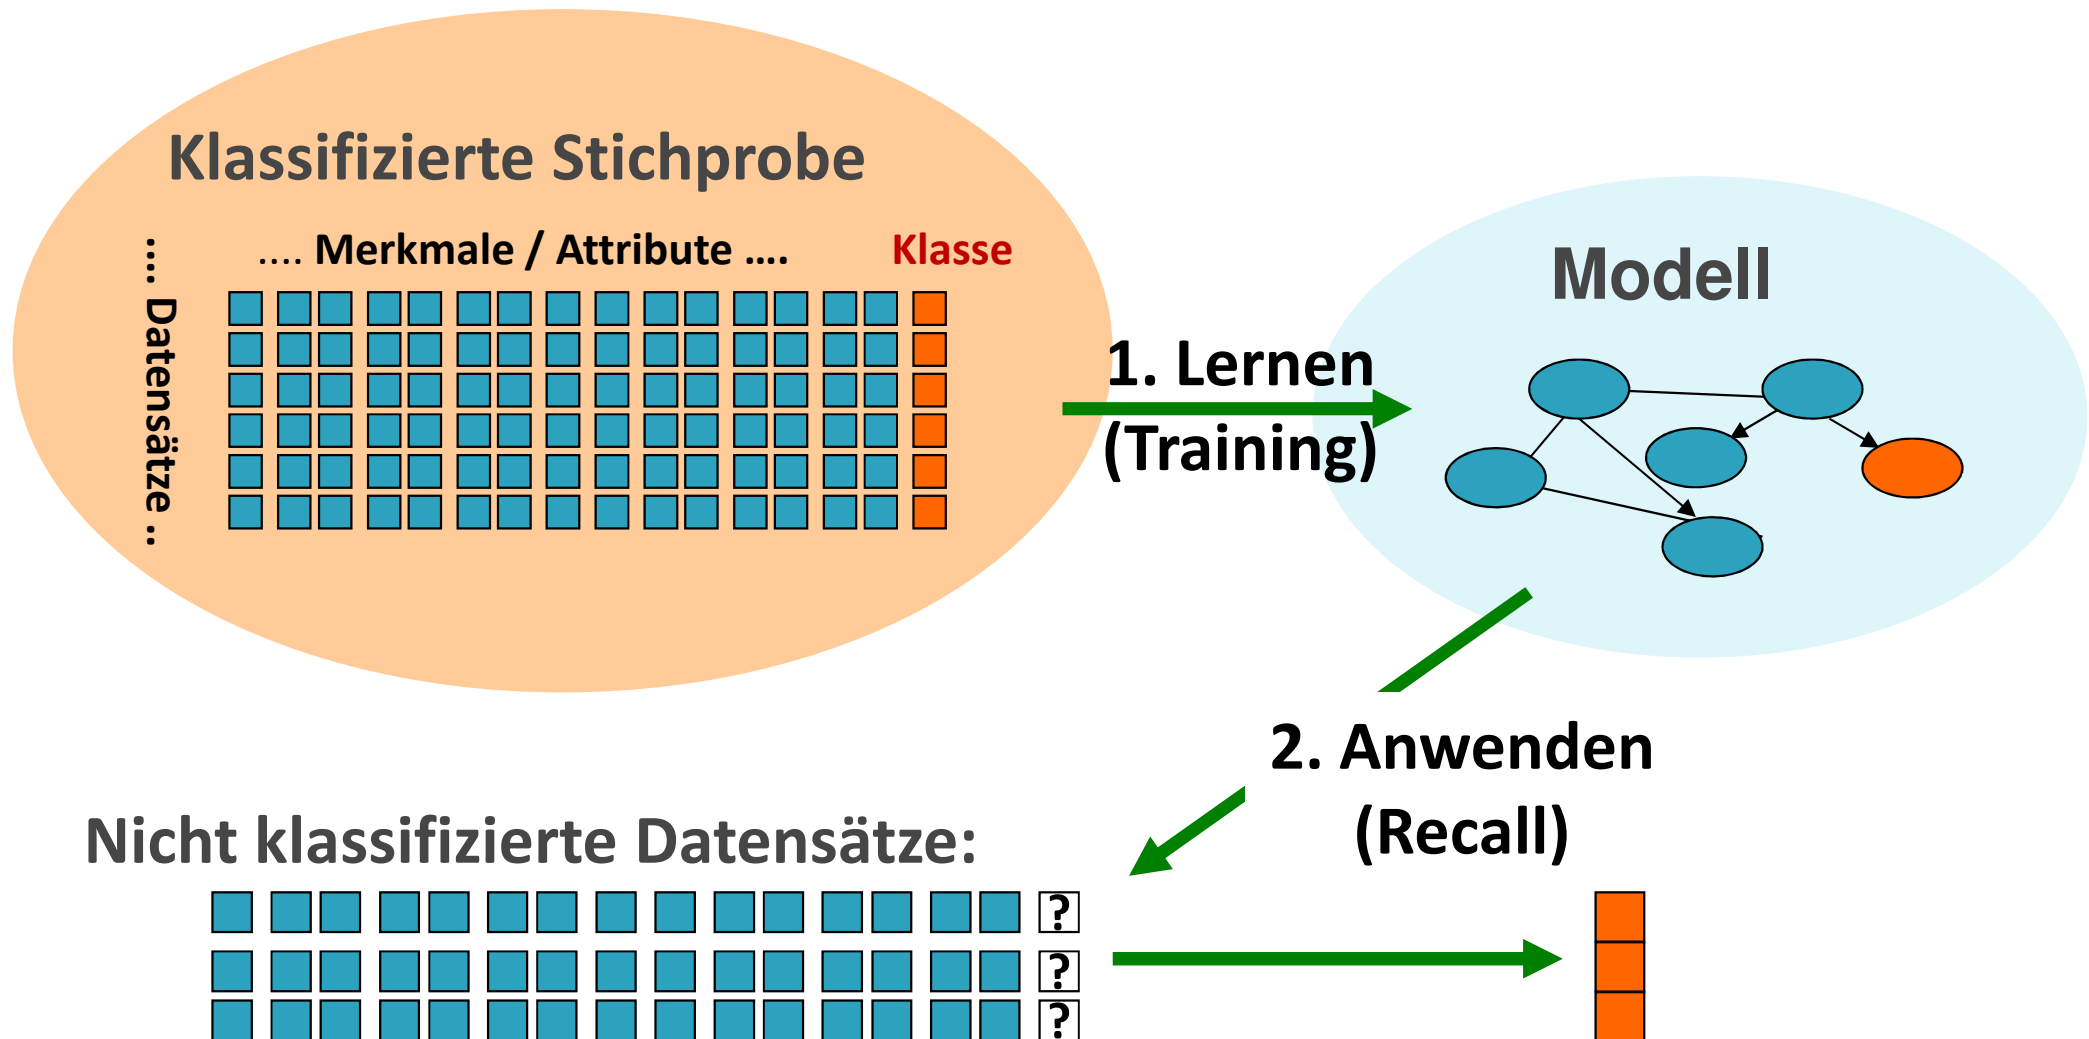 Klassifizierte Stichprobe
.... Merkmale / Attribute ....
Klasse
.... Datensätze ..
Modell
1. Lernen
(Training)
2. Anwenden
(Recall)
Nicht klassifizierte Datensätze:
?
?
?